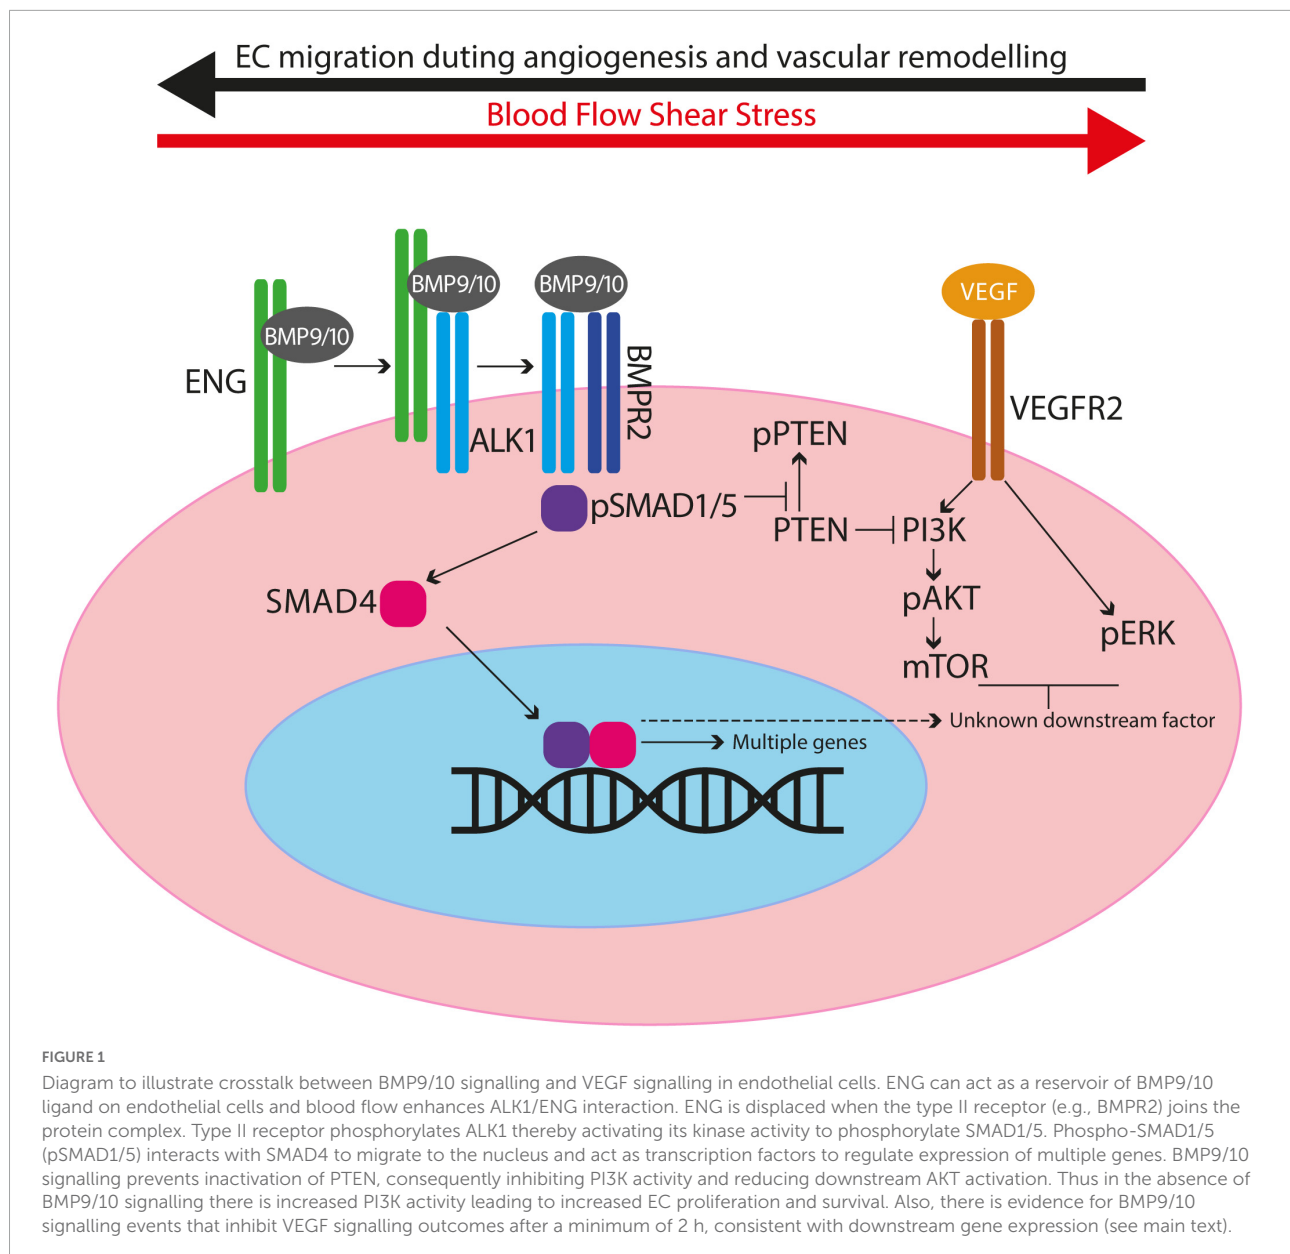 EC migration duting angiogenesis and vascular remodelling
Blood Flow Shear Stress
BMP9/10
BMP9/10
BMP9/10
VEGF
ENG
ALK1
BMPR2
VEGFR2
pPTEN
pSMAD1/5
PTEN
PI3K
SMAD4
pAKT
pERK
mTOR
Unknown downstream factor
Multiple genes
FIGURE 1
Diagram to illustrate crosstalk between BMP9/10 signalling and VEGF signalling in endothelial cells. ENG can act as a reservoir of BMP9/10
ligand on endothelial cells and blood flow enhances ALK1/ENG interaction. ENG is displaced when the type II receptor (e.g., BMPR2) joins the
protein complex. Type II receptor phosphorylates ALK1 thereby activating its kinase activity to phosphorylate SMAD1/5. Phospho-SMAD1/5
(pSMAD1/5) interacts with SMAD4 to migrate to the nucleus and act as transcription factors to regulate expression of multiple genes. BMP9/10
signalling prevents inactivation of PTEN, consequently inhibiting PI3K activity and reducing downstream AKT activation. Thus in the absence of
BMP9/10 signalling there is increased PI3K activity leading to increased EC proliferation and survival. Also, there is evidence for BMP9/10
signalling events that inhibit VEGF signalling outcomes after a minimum of 2 h, consistent with downstream gene expression (see main text).